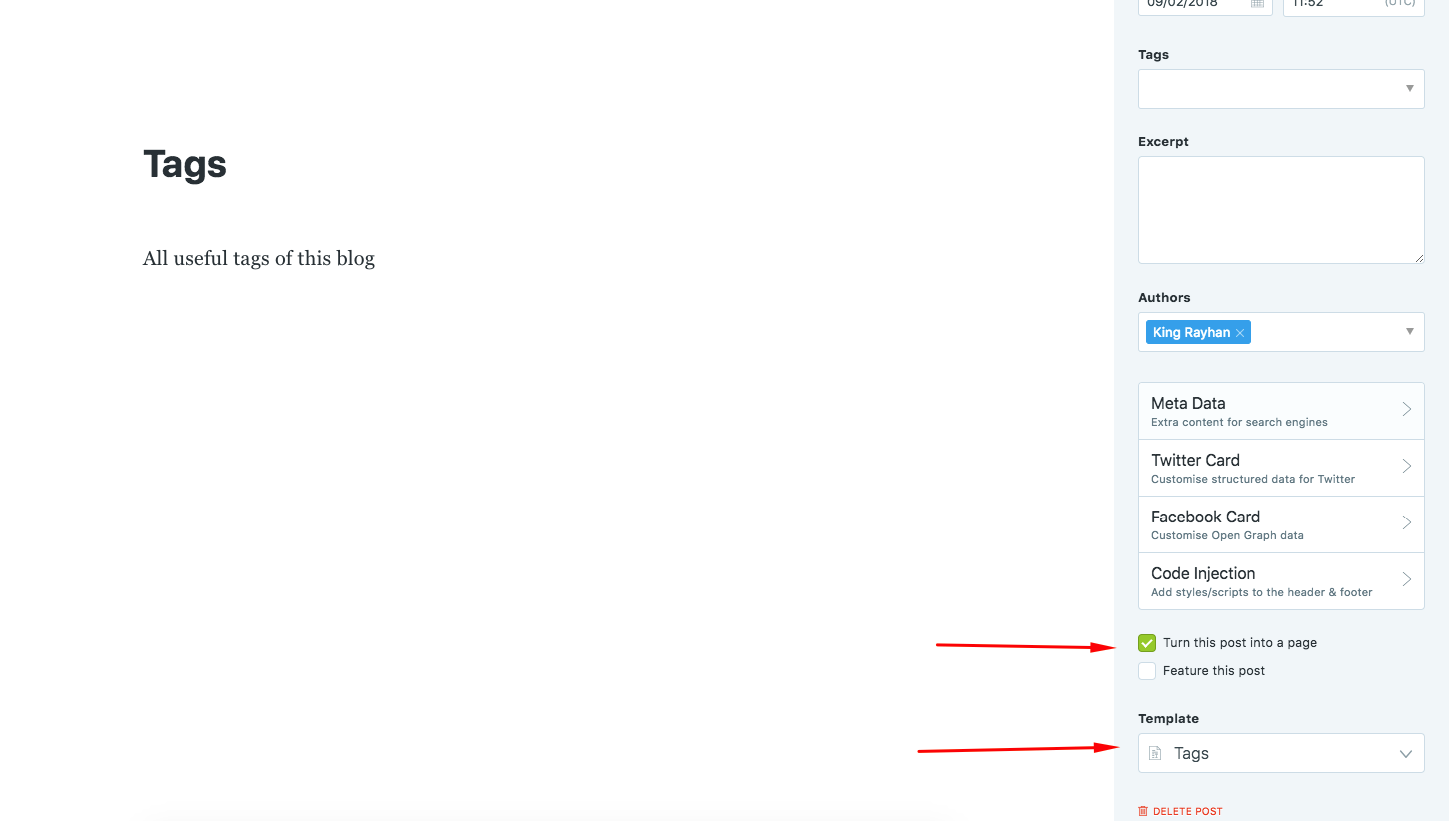 09/02/2018
11:52 (UTC)
Tags
Tags
All useful tags of this blog
Excerpt
Authors
King Rayhan
Meta Data
Extra content for search engines
Twitter Card
Customise structured data for Twitter
Facebook Card
Customise Open Graph data
Code Injection
Add styles/scripts to the header & footer
Turn this post into a page
Feature this post
Template
Tags
DELETE POST